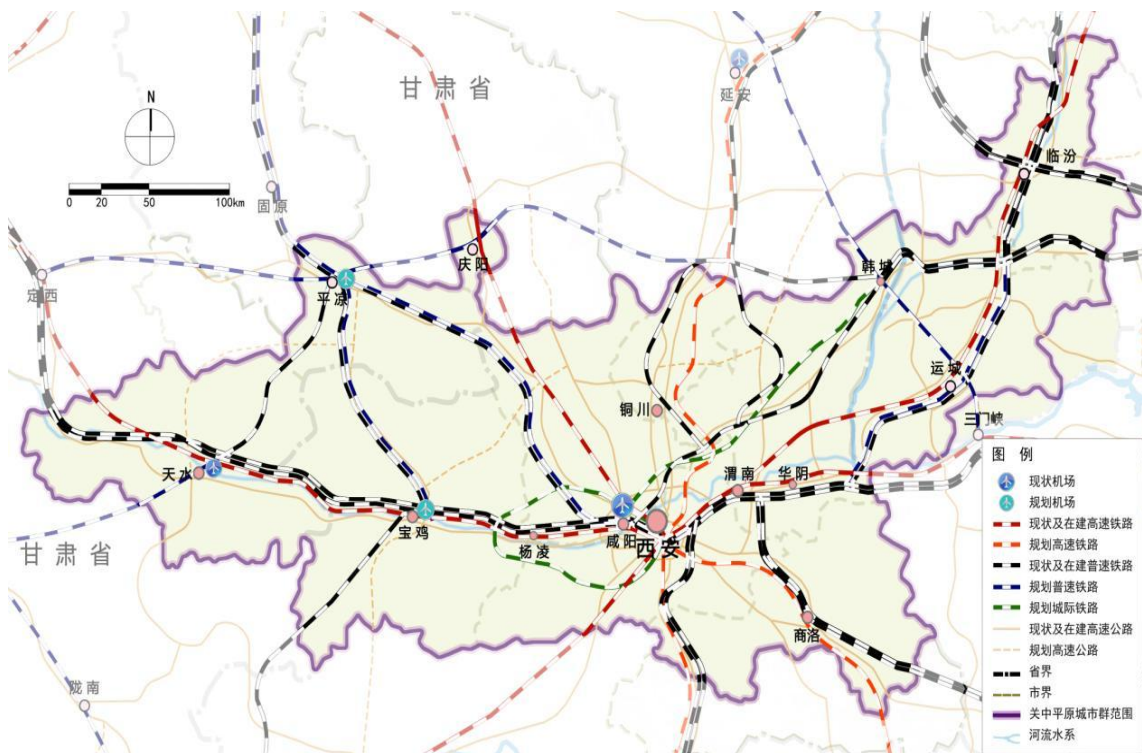 甘肃省
延安
N
临汾
0 20 50 100km
固原
庆阳
韩城
定西
平凉
运城
铜川
三门峡
天水
渭南
华阴
宝鸡
咸阳
杨凌
西安
甘肃省
商洛
陇南
图 例
现状机场
规划机场
现状及在建高速铁路
规划高速铁路
现状及在建普速铁路
规划普速铁路
规划城际铁路
现状及在建高速公路
规划高速公路
省界
市界
关中平原城市群范围
河流水系